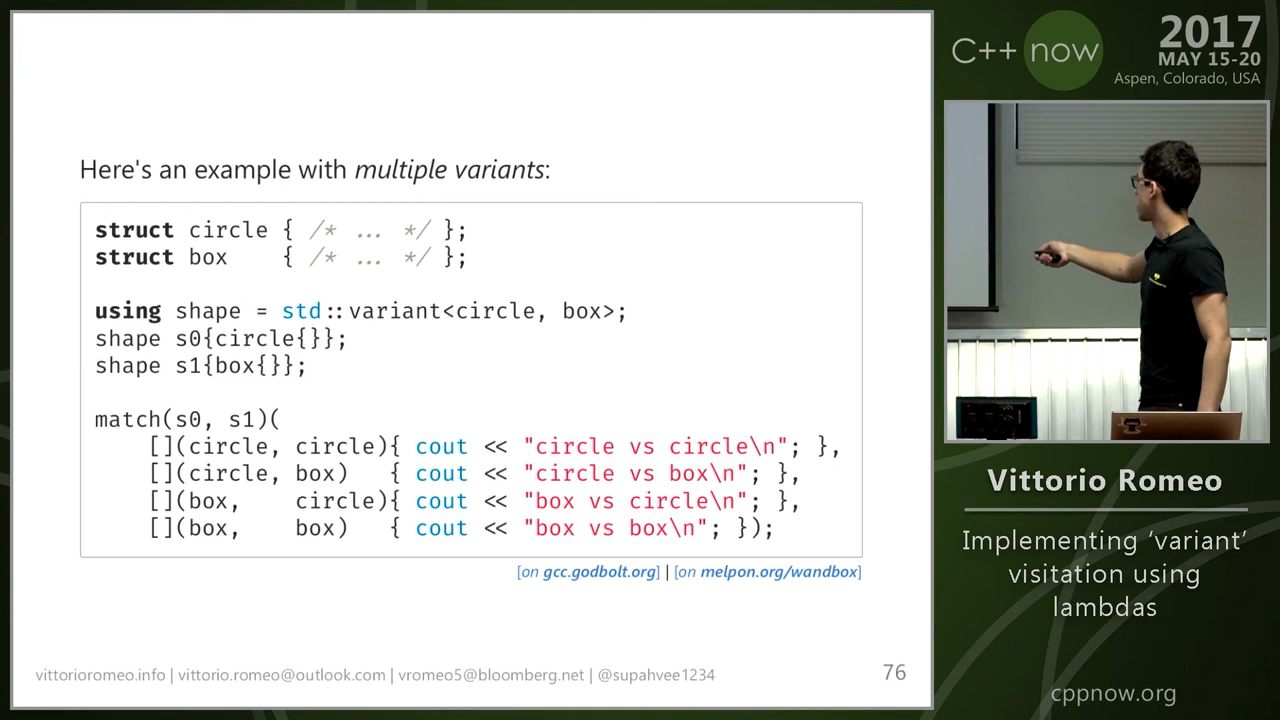 Here's an example with multiple variants:
struct circle { /* ... */ };
struct box    { /* ... */ };
using shape = std::variant<circle, box>;
shape s0{circle{}};
shape s1{box{}};
match(s0, s1)(
    [](circle, circle){ cout << "circle vs circle\n"; },
    [](circle, box)   { cout << "circle vs box\n"; },
    [](box,    circle){ cout << "box vs circle\n"; },
    [](box,    box)   { cout << "box vs box\n"; });
[on gcc.godbolt.org] | [on melpon.org/wandbox]
vittorioromeo.info | vittorio.romeo@outlook.com | vromeo5@bloomberg.net | @supahvee1234
76
C++ now
2017
MAY 15-20
Aspen, Colorado, USA
Vittorio Romeo
Implementing ‘variant’
visitation using
lambdas
cppnow.org